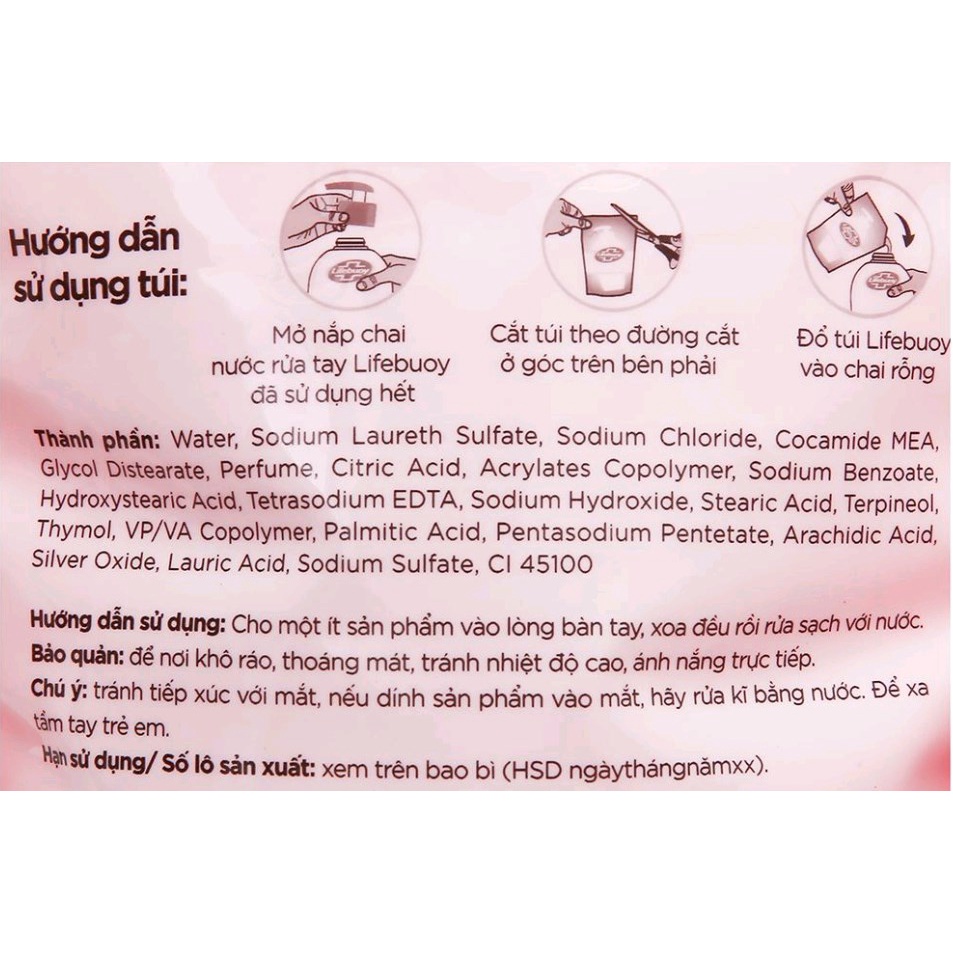 Hướng dẫn
sử dụng túi:
Lifebuoy
Mở nắp chai
nước rửa tay Lifebuoy
đã sử dụng hết
Cắt túi theo đường cắt
ở góc trên bên phải
Lifebuoy
Đổ túi Lifebuoy
vào chai rỗng
Thành phần: Water, Sodium Laureth Sulfate, Sodium Chloride, Cocamide MEA,
Glycol Distearate, Perfume, Citric Acid, Acrylates Copolymer, Sodium Benzoate,
Hydroxystearic Acid, Tetrasodium EDTA, Sodium Hydroxide, Stearic Acid, Terpineol,
Thymol, VP/VA Copolymer, Palmitic Acid, Pentasodium Pentetate, Arachidic Acid,
Silver Oxide, Lauric Acid, Sodium Sulfate, CI 45100
Hướng dẫn sử dụng: Cho một ít sản phẩm vào lòng bàn tay, xoa đều rồi rửa sạch với nước.
Bảo quản: để nơi khô ráo, thoáng mát, tránh nhiệt độ cao, ánh nắng trực tiếp.
Chú ý: tránh tiếp xúc với mắt, nếu dính sản phẩm vào mắt, hãy rửa kĩ bằng nước. Để xa
tầm tay trẻ em.
Hạn sử dụng/ Số lô sản xuất: xem trên bao bì (HSD ngàythángnămxx).